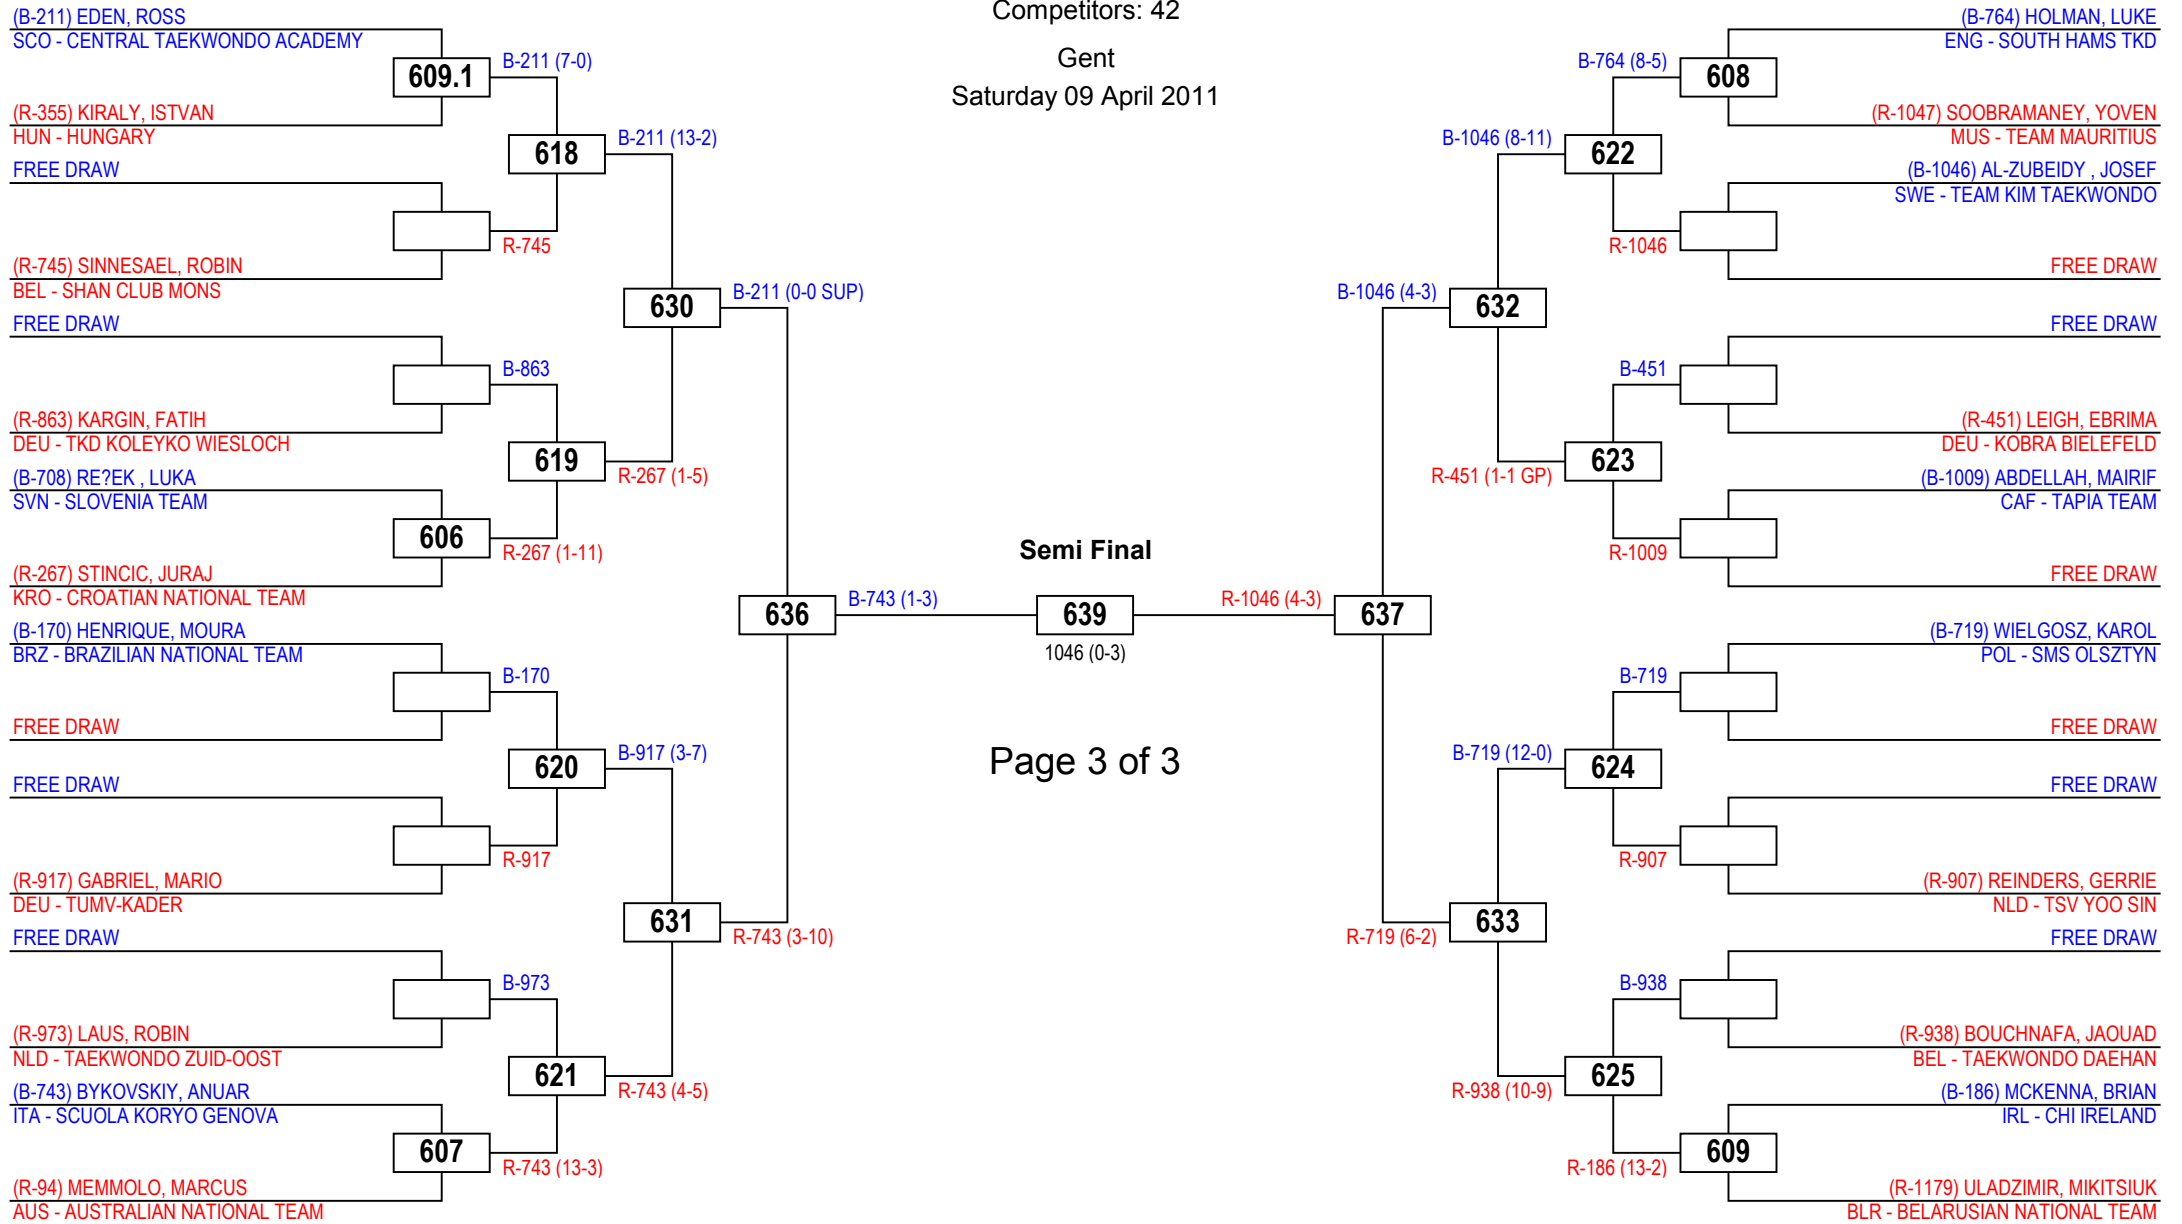 Competitors: 42
Gent
Saturday 09 April 2011
(B-211) EDEN, ROSS
SCO - CENTRAL TAEKWONDO ACADEMY
609.1
B-211 (7-0)
(R-355) KIRALY, ISTVAN
HUN - HUNGARY
618
B-211 (13-2)
FREE DRAW
R-745
(R-745) SINNESAEL, ROBIN
BEL - SHAN CLUB MONS
630
B-211 (0-0 SUP)
FREE DRAW
B-863
(R-863) KARGIN, FATIH
DEU - TKD KOLEYKO WIESLOCH
619
R-267 (1-5)
(B-708) RE?EK , LUKA
SVN - SLOVENIA TEAM
606
R-267 (1-11)
(R-267) STINCIC, JURAJ
KRO - CROATIAN NATIONAL TEAM
636
B-743 (1-3)
(B-170) HENRIQUE, MOURA
BRZ - BRAZILIAN NATIONAL TEAM
B-170
FREE DRAW
620
B-917 (3-7)
FREE DRAW
R-917
(R-917) GABRIEL, MARIO
DEU - TUMV-KADER
631
R-743 (3-10)
FREE DRAW
B-973
(R-973) LAUS, ROBIN
NLD - TAEKWONDO ZUID-OOST
621
R-743 (4-5)
(B-743) BYKOVSKIY, ANUAR
ITA - SCUOLA KORYO GENOVA
607
R-743 (13-3)
(R-94) MEMMOLO, MARCUS
AUS - AUSTRALIAN NATIONAL TEAM
Semi Final
639
1046 (0-3)
Page 3 of 3
(B-764) HOLMAN, LUKE
ENG - SOUTH HAMS TKD
B-764 (8-5)
608
(R-1047) SOOBRAMANEY, YOVEN
MUS - TEAM MAURITIUS
B-1046 (8-11)
622
(B-1046) AL-ZUBEIDY , JOSEF
SWE - TEAM KIM TAEKWONDO
R-1046
FREE DRAW
B-1046 (4-3)
632
FREE DRAW
B-451
(R-451) LEIGH, EBRIMA
DEU - KOBRA BIELEFELD
R-451 (1-1 GP)
623
(B-1009) ABDELLAH, MAIRIF
CAF - TAPIA TEAM
R-1009
FREE DRAW
R-1046 (4-3)
637
(B-719) WIELGOSZ, KAROL
POL - SMS OLSZTYN
B-719
FREE DRAW
B-719 (12-0)
624
FREE DRAW
R-907
(R-907) REINDERS, GERRIE
NLD - TSV YOO SIN
R-719 (6-2)
633
FREE DRAW
B-938
(R-938) BOUCHNAFA, JAOUAD
BEL - TAEKWONDO DAEHAN
R-938 (10-9)
625
(B-186) MCKENNA, BRIAN
IRL - CHI IRELAND
R-186 (13-2)
609
(R-1179) ULADZIMIR, MIKITSIUK
BLR - BELARUSIAN NATIONAL TEAM